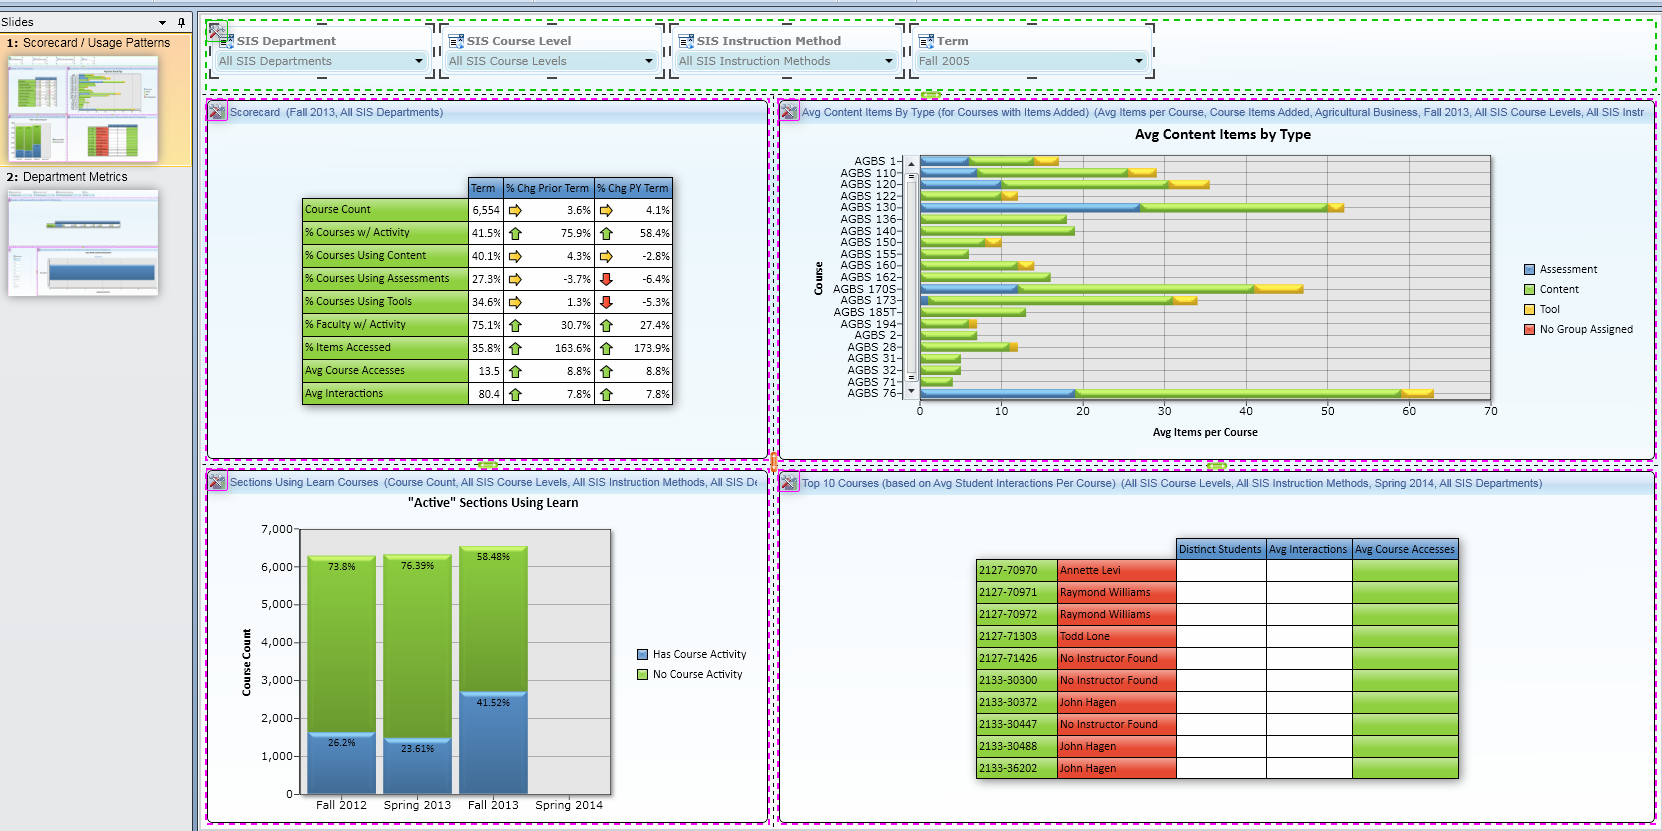 Slides
1: Scorecard / Usage Patterns
2: Department Metrics
SIS Department
All SIS Departments
SIS Course Level
All SIS Course Levels
SIS Instruction Method
All SIS Instruction Methods
Term
Fall 2005
Scorecard (Fall 2013, All SIS Departments)
Term % Chg Prior Term % Chg PY Term
Course Count 6,554 3.6% 4.1%
% Courses w/ Activity 41.5% 75.9% 58.4%
% Courses Using Content 40.1% 4.3% -2.8%
% Courses Using Assessments 27.3% -3.7% -6.4%
% Courses Using Tools 34.6% 1.3% -5.3%
% Faculty w/ Activity 75.1% 30.7% 27.4%
% Items Accessed 35.8% 163.6% 173.9%
Avg Course Accesses 13.5 8.8% 8.8%
Avg Interactions 80.4 7.8% 7.8%
Avg Content Items By Type (for Courses with Items Added) (Avg Items per Course, Course Items Added, Agricultural Business, Fall 2013, All SIS Course Levels, All SIS Instr
Avg Content Items by Type
Course
AGBS 1
AGBS 110
AGBS 120
AGBS 122
AGBS 130
AGBS 136
AGBS 140
AGBS 150
AGBS 155
AGBS 160
AGBS 162
AGBS 170S
AGBS 173
AGBS 185T
AGBS 194
AGBS 2
AGBS 28
AGBS 31
AGBS 32
AGBS 71
AGBS 76
0 10 20 30 40 50 60 70
Avg Items per Course
Assessment
Content
Tool
No Group Assigned
Sections Using Learn Courses (Course Count, All SIS Course Levels, All SIS Instruction Methods, All SIS De
"Active" Sections Using Learn
Course Count
7,000
6,000
5,000
4,000
3,000
2,000
1,000
0
73.8% 76.39% 58.48%
26.2% 23.61% 41.52%
Fall 2012 Spring 2013 Fall 2013 Spring 2014
Has Course Activity
No Course Activity
Top 10 Courses (based on Avg Student Interactions Per Course) (All SIS Course Levels, All SIS Instruction Methods, Spring 2014, All SIS Departments)
Distinct Students Avg Interactions Avg Course Accesses
2127-70970 Annette Levi
2127-70971 Raymond Williams
2127-70972 Raymond Williams
2127-71303 Todd Lone
2127-71426 No Instructor Found
2133-30300 No Instructor Found
2133-30372 John Hagen
2133-30447 No Instructor Found
2133-30488 John Hagen
2133-36202 John Hagen